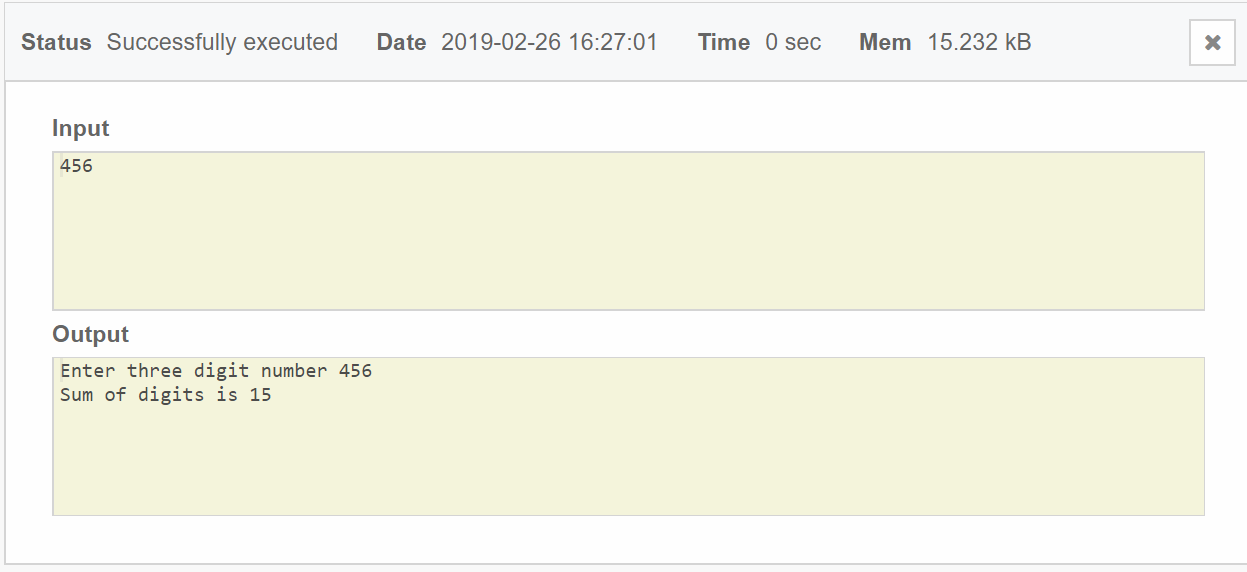 Status Successfully executed Date 2019-02-26 16:27:01 Time 0 sec Mem 15.232 kB
Input
456
Output
Enter three digit number 456
Sum of digits is 15